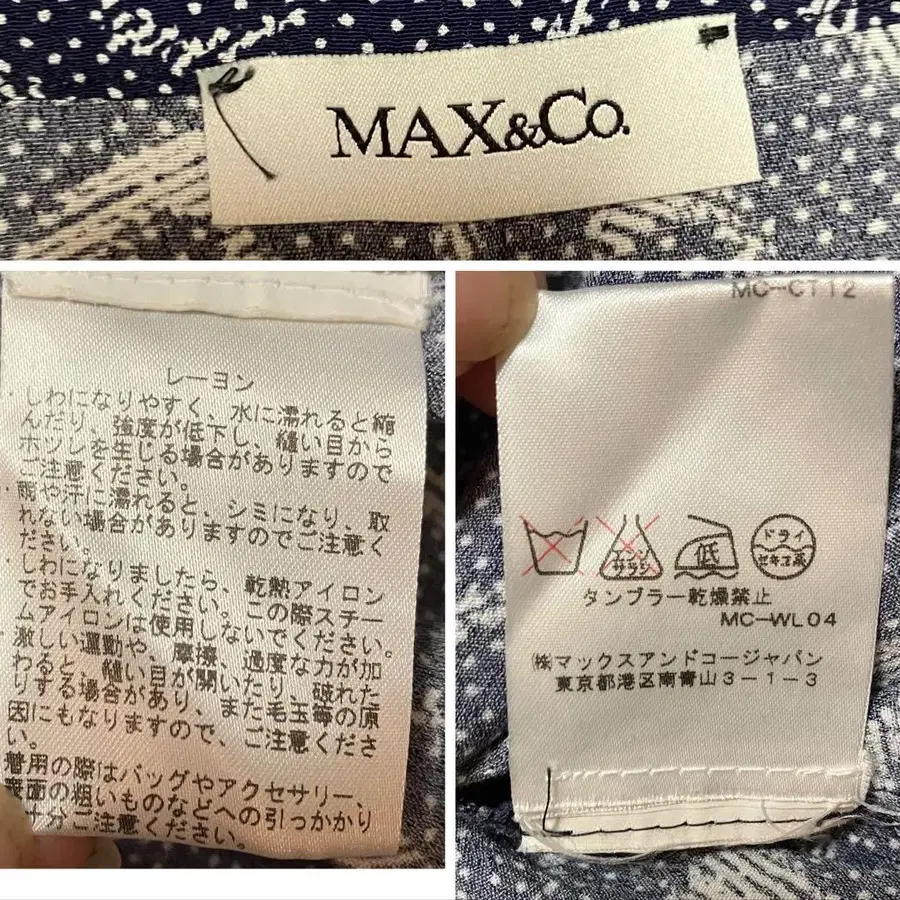 MAX&Co.
レーヨン
・しわになりやすく、水に濡れると縮
んだり、強度が低下し、縫い目から
ホツレを生じる場合がありますので
ご注意ください。
・雨や汗に濡れると、シミになり、取
れない場合がありますのでご注意く
ださい。
・しわになりましたら、乾熱アイロン
でお手入れください。この際スチー
ムアイロンは使用しないでください。
・激しい運動や、摩擦、過度な力が加
わると、縫い目が開いたり、破れた
りする場合があり、また毛玉等の原
因にもなりますので、ご注意くださ
い。
着用の際はバッグやアクセサリー、
表面の粗いものなどへの引っかかり
十分ご注意ください。
MC-CT12
エンソ
サラシ
低
ドライ
セキユ系
タンブラー乾燥禁止
MC-WL04
㈱マックスアンドコージャパン
東京都港区南青山3-1-3